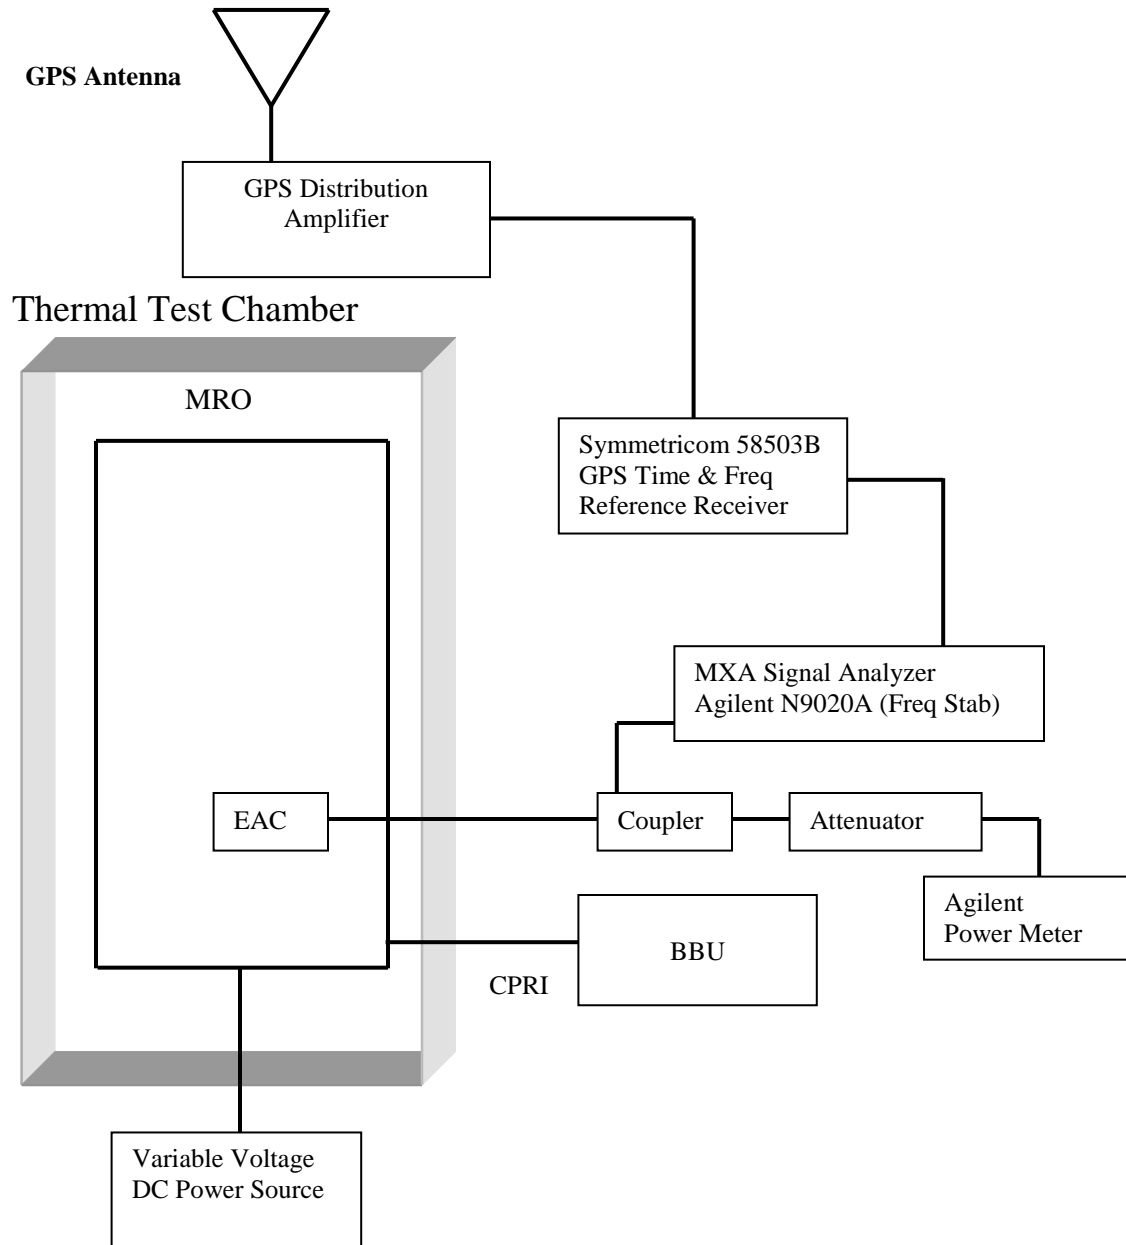 GPS Antenna
GPS Distribution
Amplifier
Thermal Test Chamber
MRO
Symmetricom 58503B
GPS Time & Freq
Reference Receiver
MXA Signal Analyzer
Agilent N9020A (Freq Stab)
EAC
Coupler
Attenuator
Agilent
Power Meter
BBU
CPRI
Variable Voltage
DC Power Source